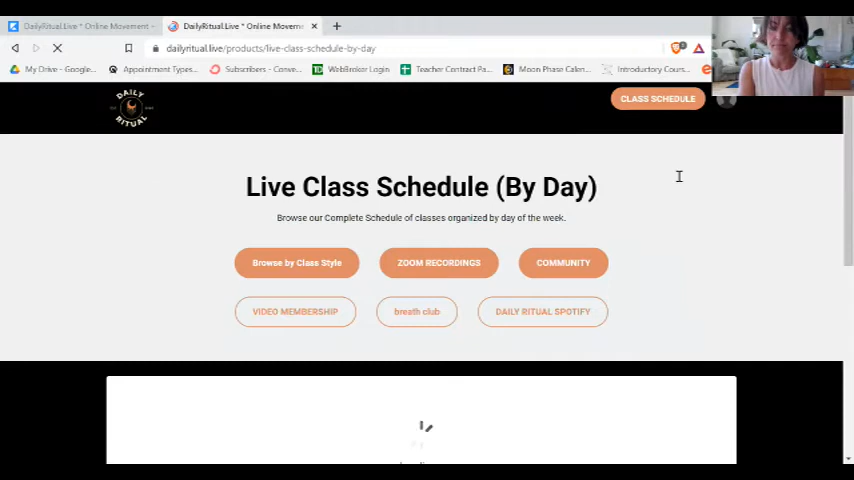 DailyRitual.Live * Online Movement
DailyRitual.Live * Online Moveme
dailyritual.live/products/live-class-schedule-by-day
My Drive - Google...
Appointment Types...
Subscribers - Conve...
WebBroker Login
Teacher Contract Pa...
Moon Phase Calen...
Introductory Cours...
DAILY
RITUAL
CLASS SCHEDULE
Live Class Schedule (By Day)
Browse our Complete Schedule of classes organized by day of the week.
Browse by Class Style
ZOOM RECORDINGS
COMMUNITY
VIDEO MEMBERSHIP
breath club
DAILY RITUAL SPOTIFY